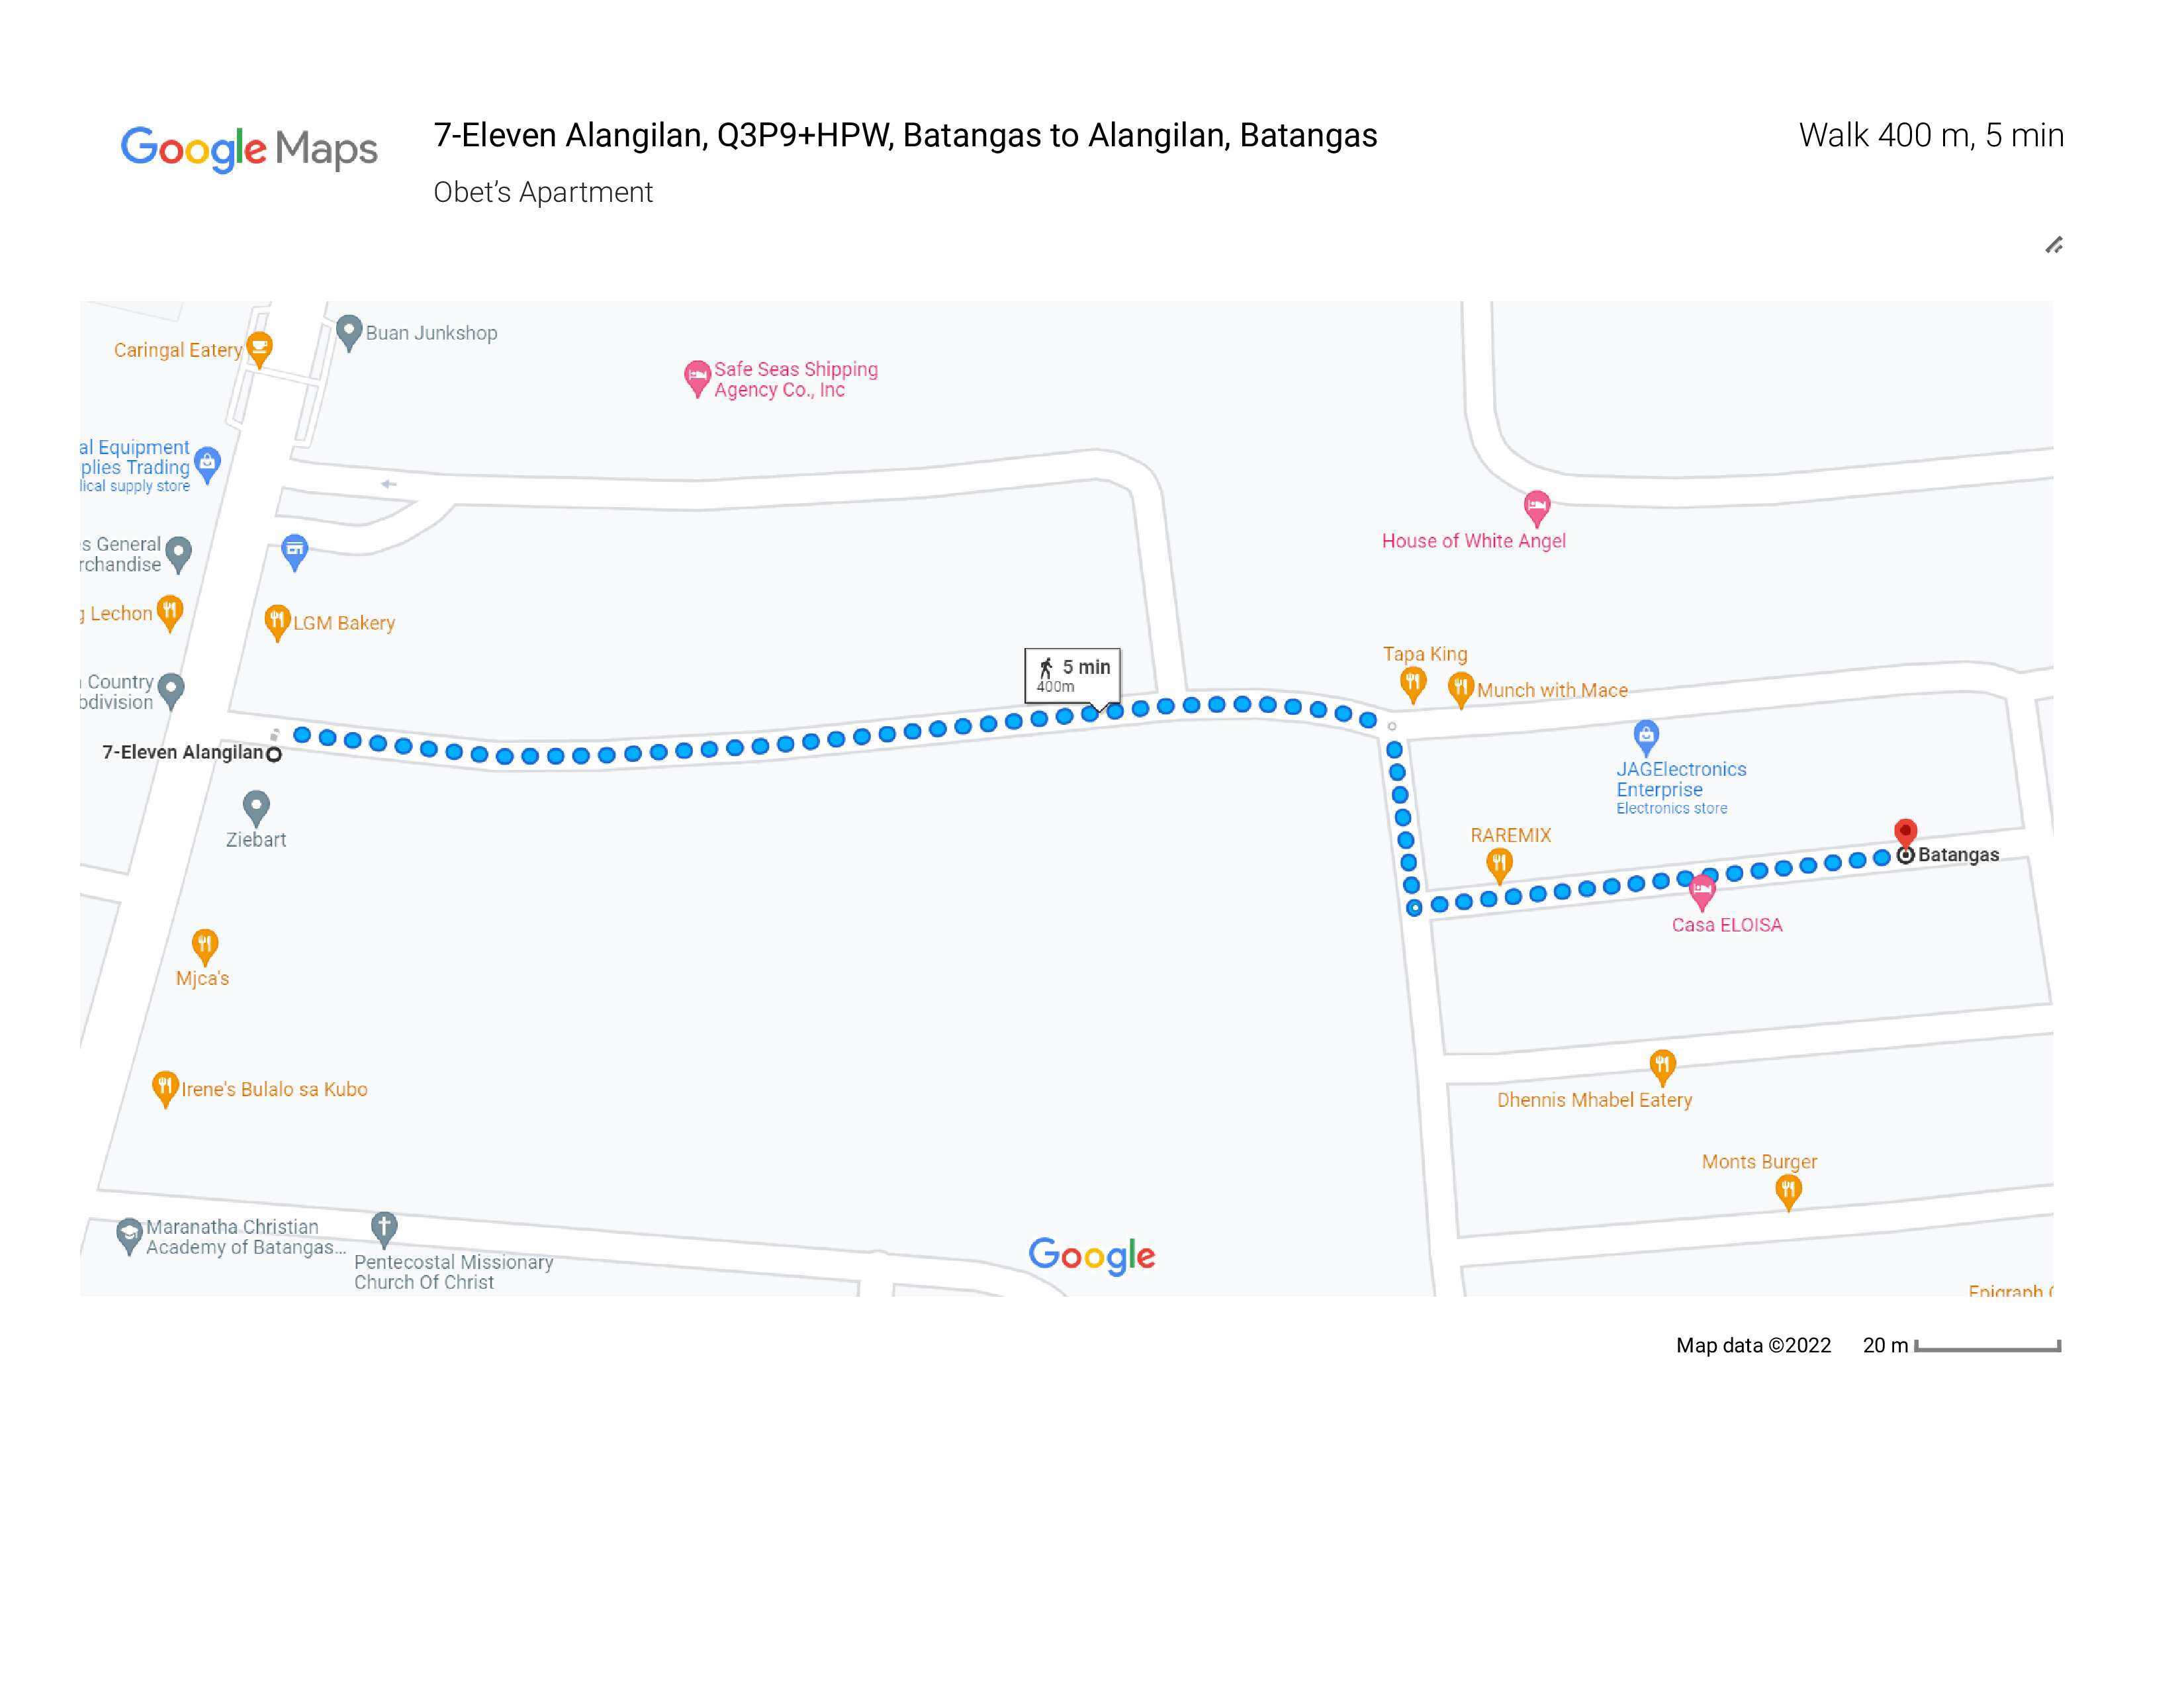 Google Maps
7-Eleven Alangilan, Q3P9+HPW, Batangas to Alangilan, Batangas
Walk 400 m, 5 min
Obet's Apartment
Caringal Eatery
Buan Junkshop
Safe Seas Shipping
Agency Co., Inc
al Equipment
plies Trading
lical supply store
House of White Angel
s General
rchandise
g Lechon
LGM Bakery
Country
bdivision
5 min
400m
Tapa King
Munch with Mace
7-Eleven Alangilan
JAGElectronics
Enterprise
Electronics store
Ziebart
RAREMIX
Batangas
Casa ELOISA
Mjca's
Irene's Bulalo sa Kubo
Dhennis Mhabel Eatery
Monts Burger
Maranatha Christian
Academy of Batangas...
Pentecostal Missionary
Church Of Christ
Google
Epigraph
Map data ©2022
20 m